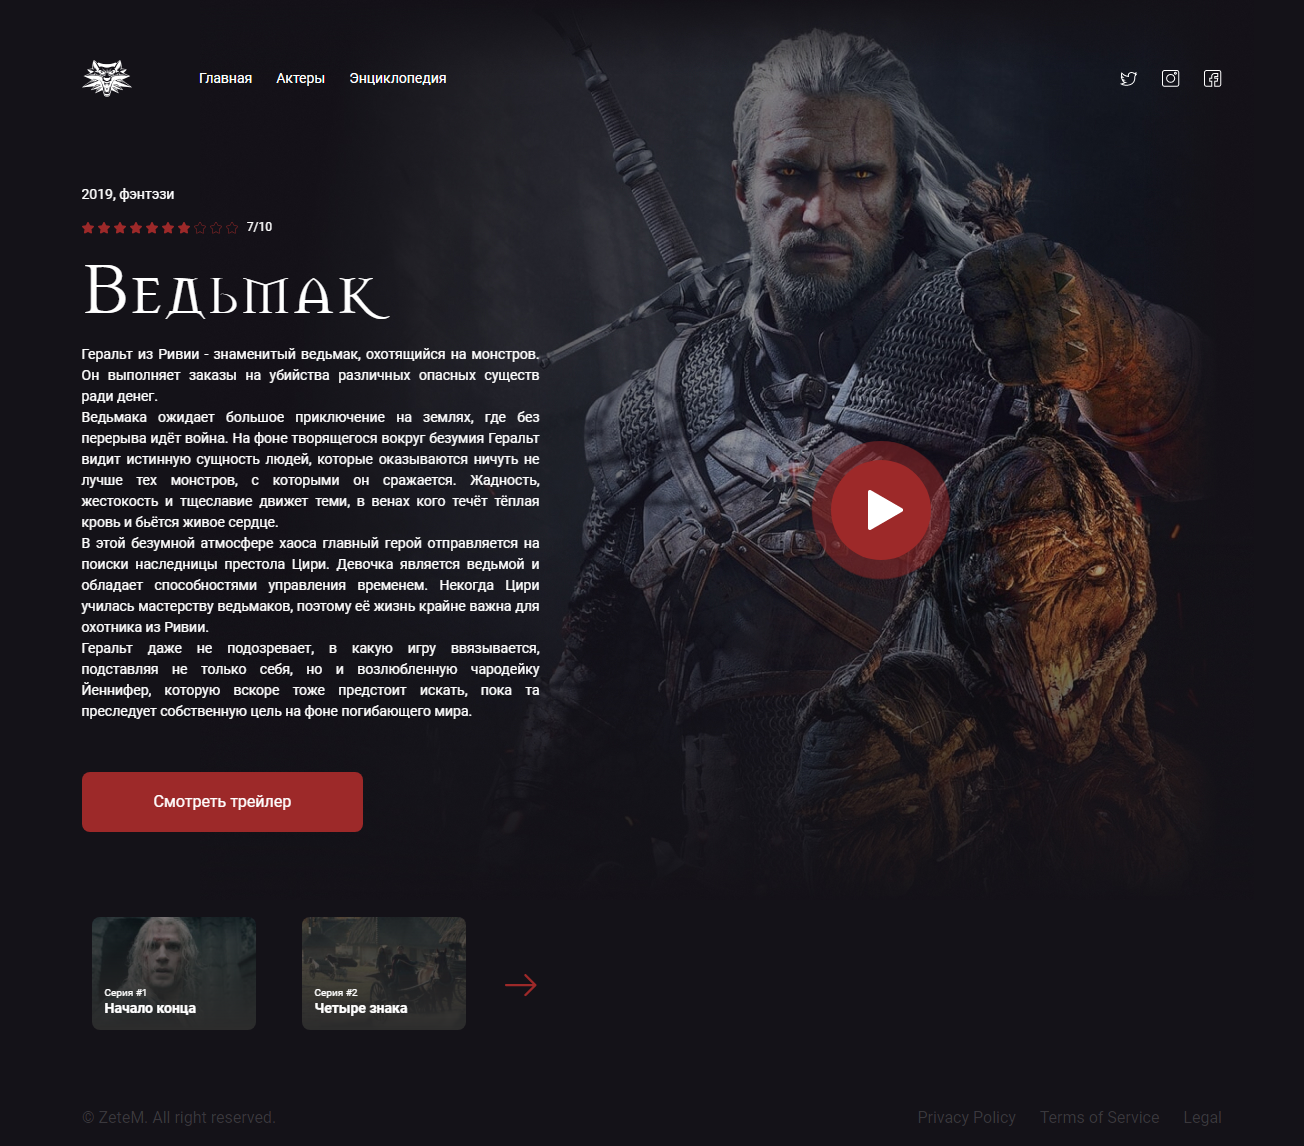 Главная Актеры Энциклопедия
2019, фэнтэзи
7/10
Ведьмак
Геральт из Ривии - знаменитый ведьмак, охотящийся на монстров.
Он выполняет заказы на убийства различных опасных существ
ради денег.
Ведьмака ожидает большое приключение на землях, где без
перерыва идёт война. На фоне творящегося вокруг безумия Геральт
видит истинную сущность людей, которые оказываются ничуть не
лучше тех монстров, с которыми он сражается. Жадность,
жестокость и тщеславие движет теми, в венах кого течёт тёплая
кровь и бьётся живое сердце.
В этой безумной атмосфере хаоса главный герой отправляется на
поиски наследницы престола Цири. Девочка является ведьмой и
обладает способностями управления временем. Некогда Цири
училась мастерству ведьмаков, поэтому её жизнь крайне важна для
охотника из Ривии.
Геральт даже не подозревает, в какую игру ввязывается,
подставляя не только себя, но и возлюбленную чародейку
Йеннифер, которую вскоре тоже предстоит искать, пока та
преследует собственную цель на фоне погибающего мира.
Смотреть трейлер
Серия #1
Начало конца
Серия #2
Четыре знака
© ZeteM. All right reserved.
Privacy Policy Terms of Service Legal